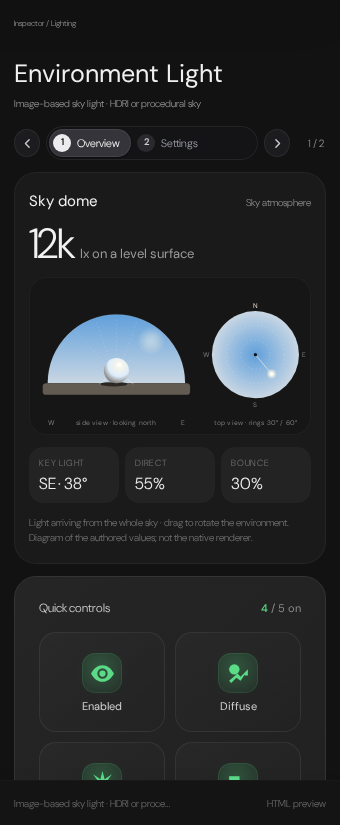 Inspector / Lighting
Environment Light
Image-based sky light · HDRI or procedural sky
1 Overview
2 Settings
1 / 2
Sky dome
Sky atmosphere
12k lx on a level surface
N
W
E
S
W
side view · looking north
E
top view · rings 30° / 60°
KEY LIGHT
SE · 38°
DIRECT
55%
BOUNCE
30%
Light arriving from the whole sky · drag to rotate the environment.
Diagram of the authored values; not the native renderer.
Quick controls
4 / 5 on
Enabled
Diffuse
Image-based sky light · HDRI or proce...
HTML preview